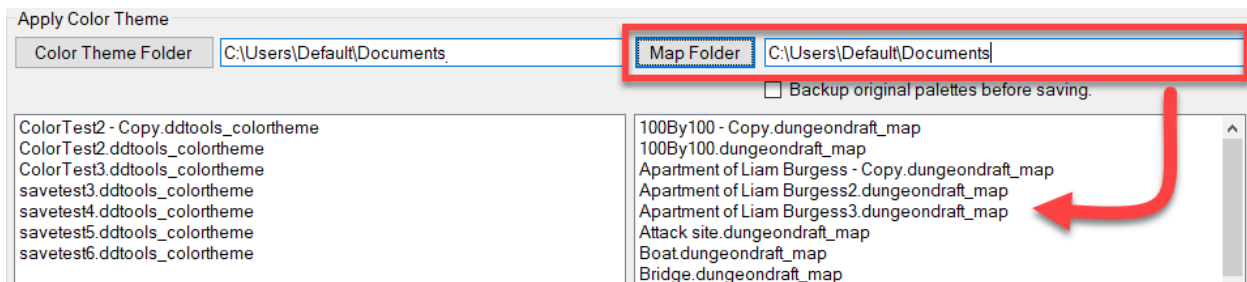 Apply Color Theme
Color Theme Folder C:\Users\Default\Documents
Map Folder C:\Users\Default\Documents
Backup original palettes before saving.
ColorTest2 - Copy.ddtools_colortheme
ColorTest2.ddtools_colortheme
ColorTest3.ddtools_colortheme
savetest3.ddtools_colortheme
savetest4.ddtools_colortheme
savetest5.ddtools_colortheme
savetest6.ddtools_colortheme
100By100 - Copy.dungeondraft_map
100By100.dungeondraft_map
Apartment of Liam Burgess - Copy.dungeondraft_map
Apartment of Liam Burgess2.dungeondraft_map
Apartment of Liam Burgess3.dungeondraft_map
Attack site.dungeondraft_map
Boat.dungeondraft_map
Bridge.dungeondraft_map